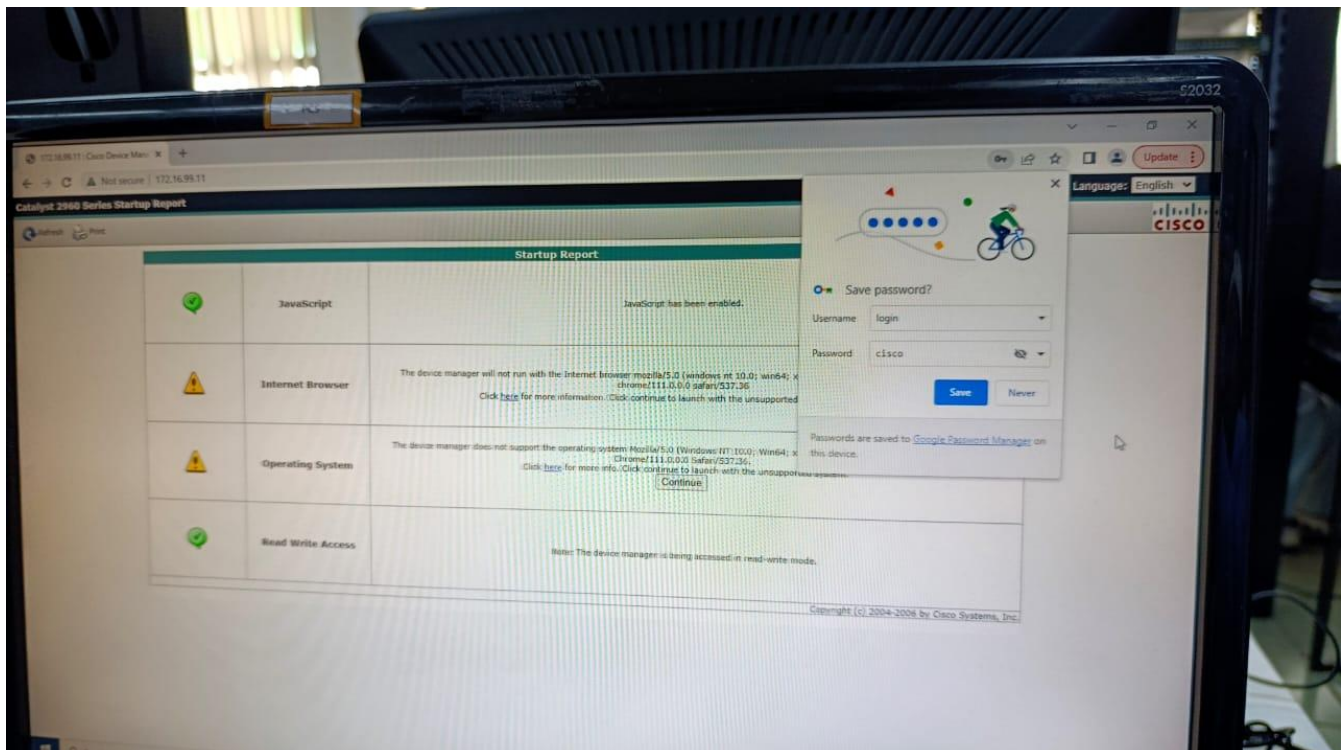 52032
172.16.99.11 : Cisco Device Man
Update
Not secure | 172.16.99.11
Language: English
Catalyst 2960 Series Startup Report
CISCO
Refresh Print
Startup Report
JavaScript
JavaScript has been enabled.
Internet Browser
The device manager will not run with the Internet browser mozilla/5.0 (windows nt 10.0; win64; x
chrome/111.0.0.0 safari/537.36
Click here for more information. Click continue to launch with the unsupported
Operating System
The device manager does not support the operating system Mozilla/5.0 (Windows NT 10.0; Win64; x
Chrome/111.0.0.0 Safari/537.36.
Click here for more info. Click continue to launch with the unsupported system.
Continue
Read Write Access
Note: The device manager is being accessed in read-write mode.
Copyright (c) 2004-2006 by Cisco Systems, Inc.
Save password?
Username login
Password cisco
Save Never
Passwords are saved to Google Password Manager on
this device.